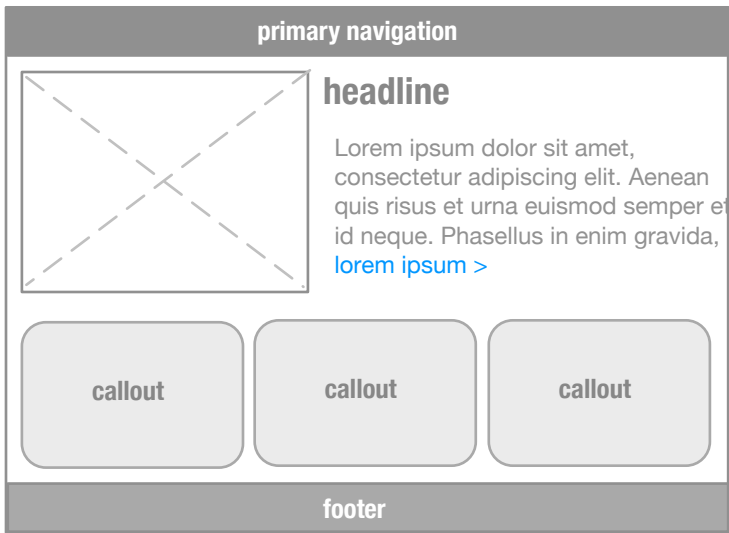 primary navigation
headline
Lorem ipsum dolor sit amet,
consectetur adipiscing elit. Aenean
quis risus et urna euismod semper et
id neque. Phasellus in enim gravida,
lorem ipsum >
callout
callout
callout
footer